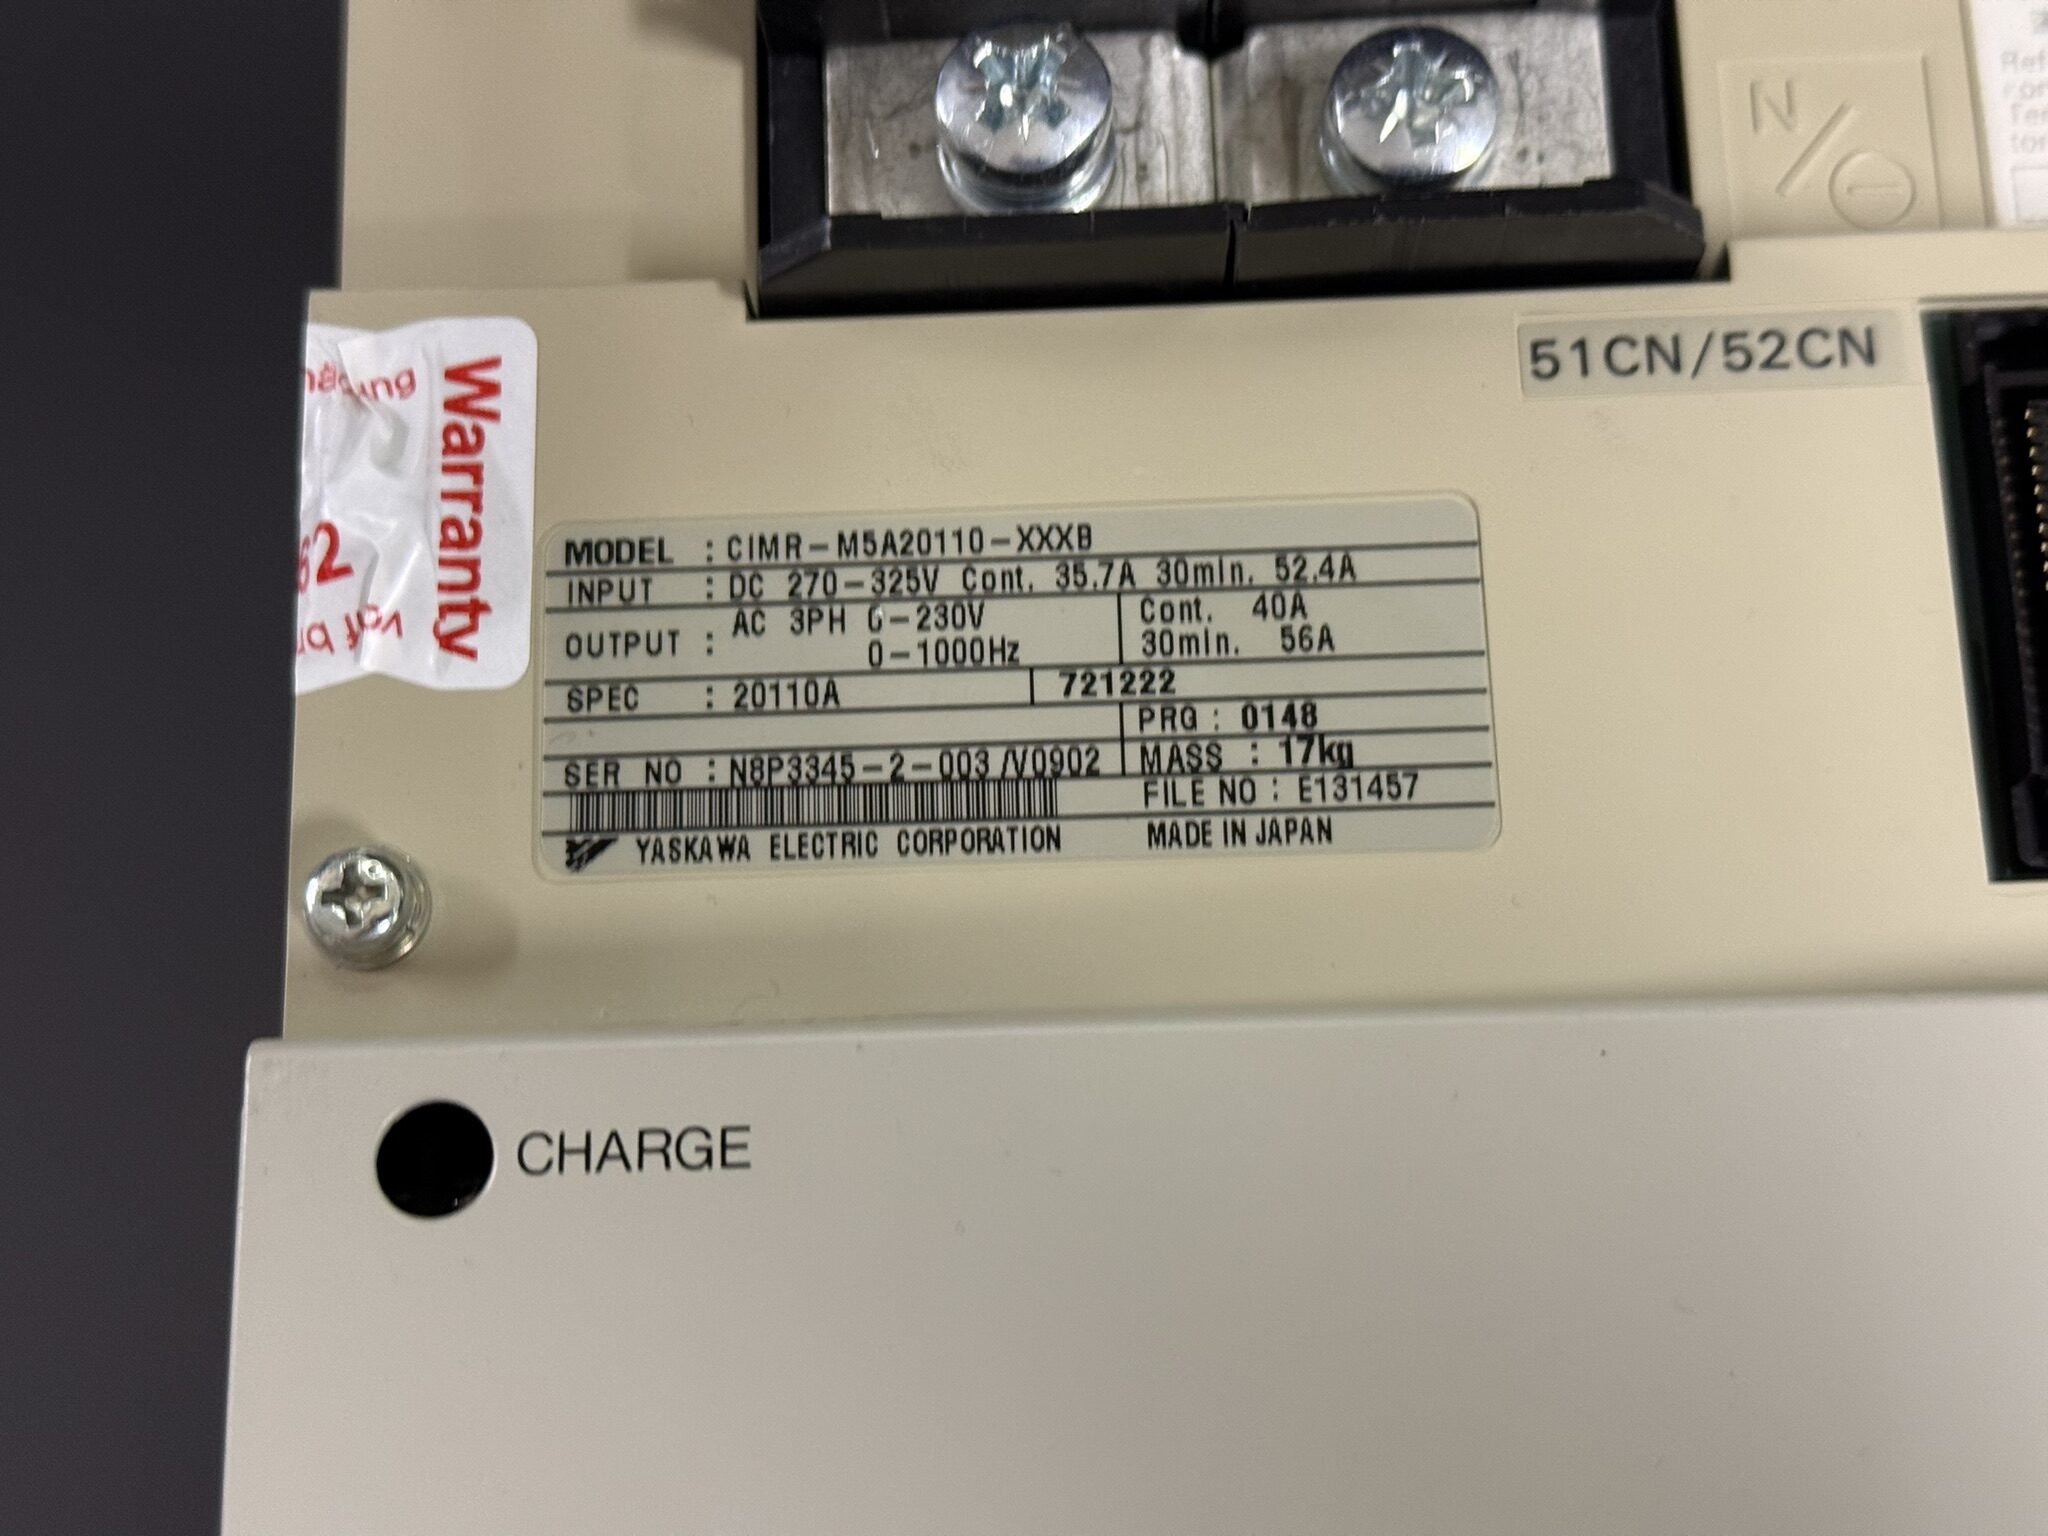 N/⊖
51CN/52CN
Warranty
MODEL : CIMR-M5A20110-XXXB
INPUT : DC 270-325V Cont. 35.7A 30min. 52.4A
OUTPUT : AC 3PH 0-230V Cont. 40A
0-1000Hz 30min. 56A
SPEC : 20110A 721222
PRG : 0148
SER NO : N8P3345-2-003/V0902 MASS : 17kg
FILE NO : E131457
YASKAWA ELECTRIC CORPORATION MADE IN JAPAN
CHARGE